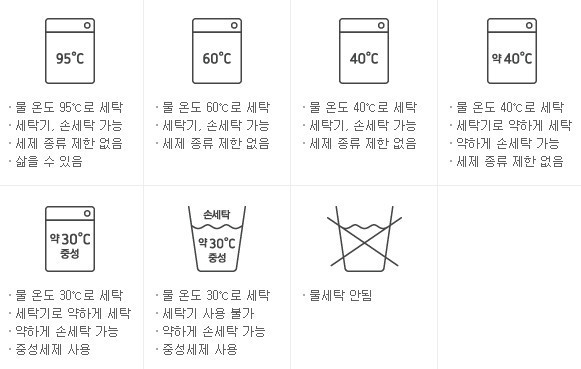 95℃
· 물 온도 95℃로 세탁
· 세탁기, 손세탁 가능
· 세제 종류 제한 없음
· 삶을 수 있음
60℃
· 물 온도 60℃로 세탁
· 세탁기, 손세탁 가능
· 세제 종류 제한 없음
40℃
· 물 온도 40℃로 세탁
· 세탁기, 손세탁 가능
· 세제 종류 제한 없음
약 40℃
· 물 온도 40℃로 세탁
· 세탁기로 약하게 세탁
· 약하게 손세탁 가능
· 세제 종류 제한 없음
약 30℃
중성
· 물 온도 30℃로 세탁
· 세탁기로 약하게 세탁
· 약하게 손세탁 가능
· 중성세제 사용
손세탁
약 30℃
중성
· 물 온도 30℃로 세탁
· 세탁기 사용 불가
· 약하게 손세탁 가능
· 중성세제 사용
· 물세탁 안됨